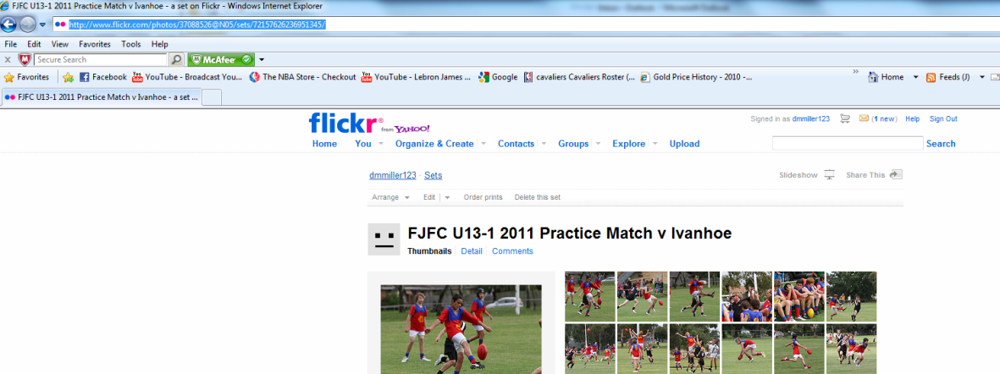 FJFC U13-1 2011 Practice Match v Ivanhoe - a set on Flickr - Windows Internet Explorer
http://www.flickr.com/photos/37088526@N05/sets/72157626236951345/
File Edit View Favorites Tools Help
x Secure Search McAfee
Favorites Facebook YouTube - Broadcast You... The NBA Store - Checkout YouTube - Lebron James ... Google cavaliers Cavaliers Roster (... Gold Price History - 2010 -... » Home Feeds (J)
FJFC U13-1 2011 Practice Match v Ivanhoe - a set ...
flickr® from YAHOO! Signed in as dmmiller123 (1 new) Help Sign Out
Home You Organize & Create Contacts Groups Explore Upload Search
dmmiller123 · Sets Slideshow Share This
Arrange Edit Order prints Delete this set
FJFC U13-1 2011 Practice Match v Ivanhoe
Thumbnails Detail Comments